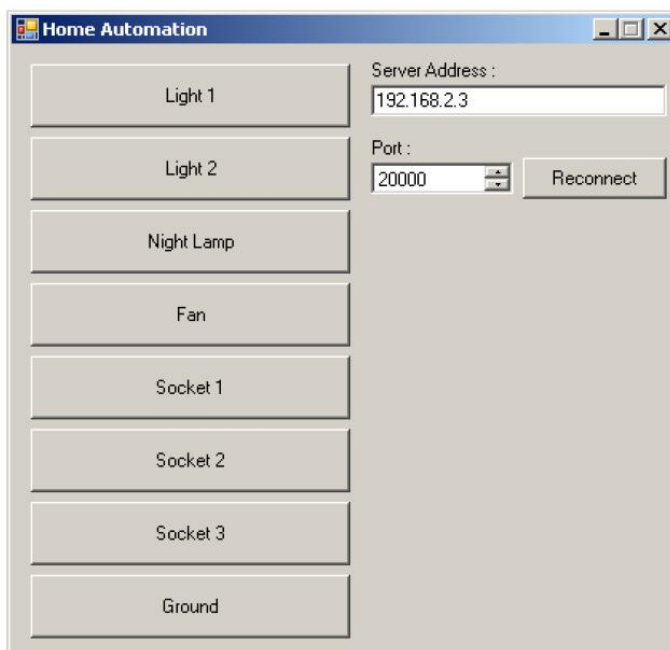 Home Automation
Light 1
Light 2
Night Lamp
Fan
Socket 1
Socket 2
Socket 3
Ground
Server Address :
192.168.2.3
Port :
20000
Reconnect